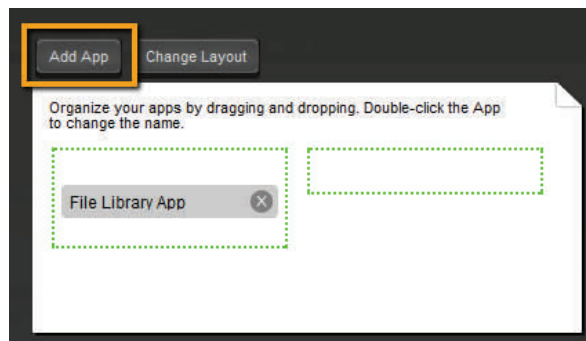 Add App Change Layout
Organize your apps by dragging and dropping. Double-click the App
to change the name.
File Library App